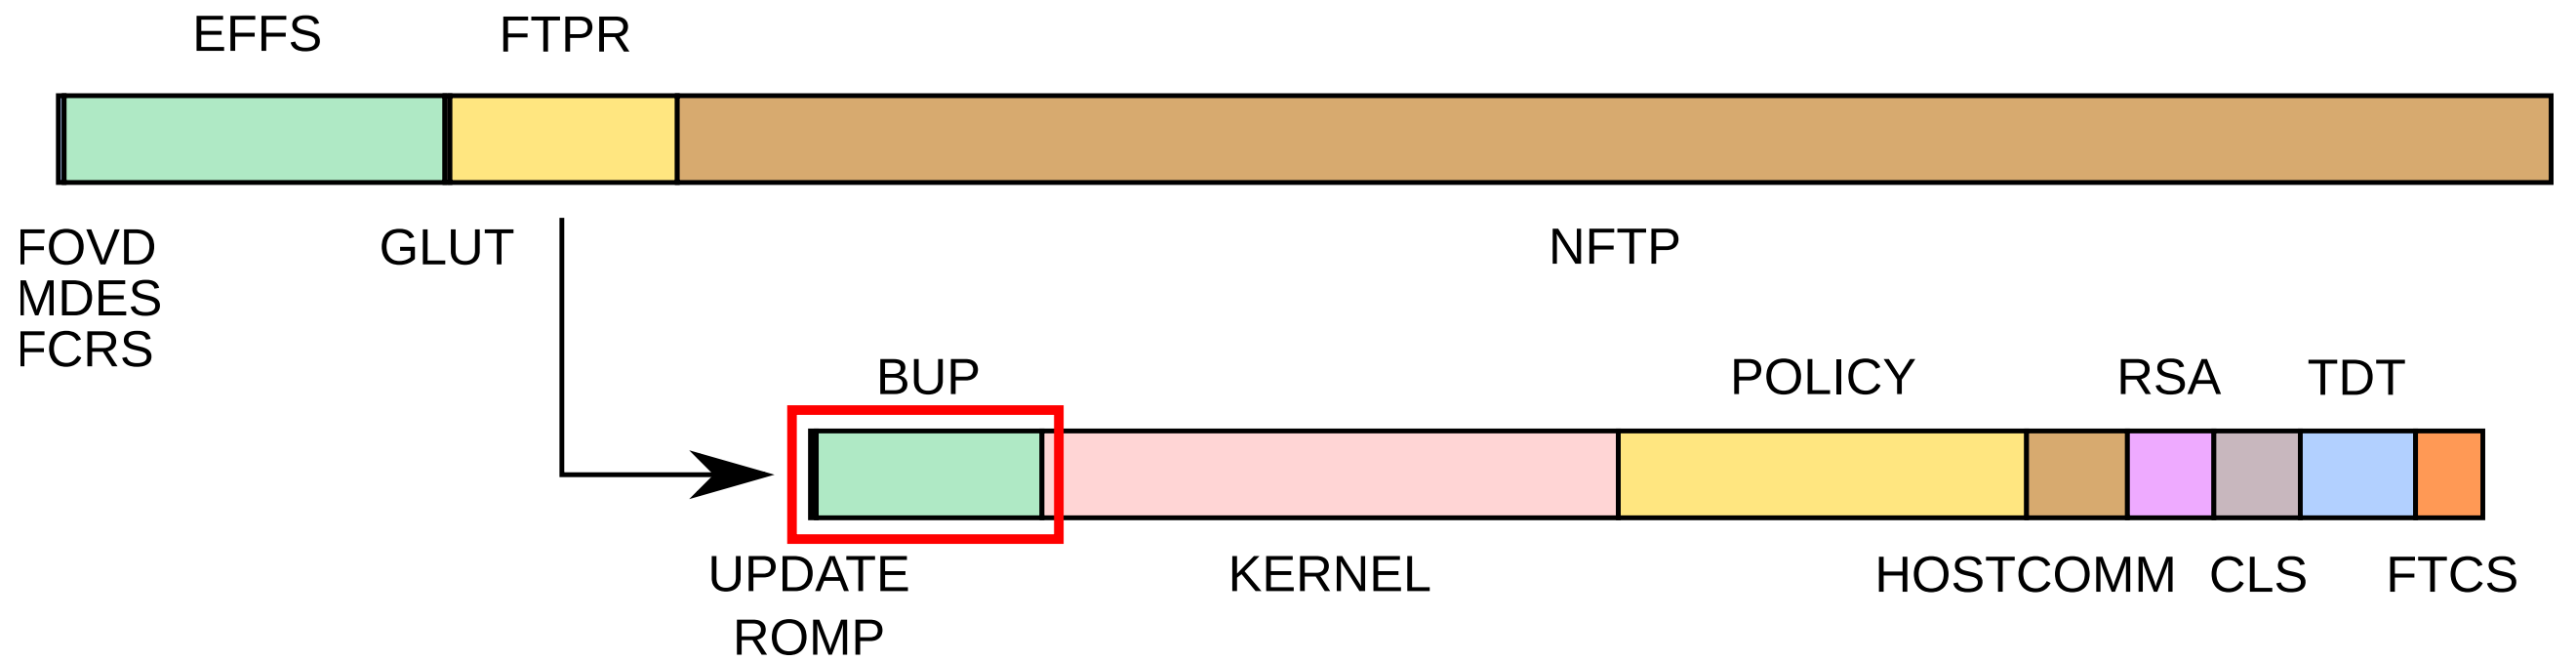 EFFS
FTPR
FOVD
MDES
FCRS
GLUT
NFTP
BUP
POLICY
RSA
TDT
UPDATE
ROMP
KERNEL
HOSTCOMM
CLS
FTCS